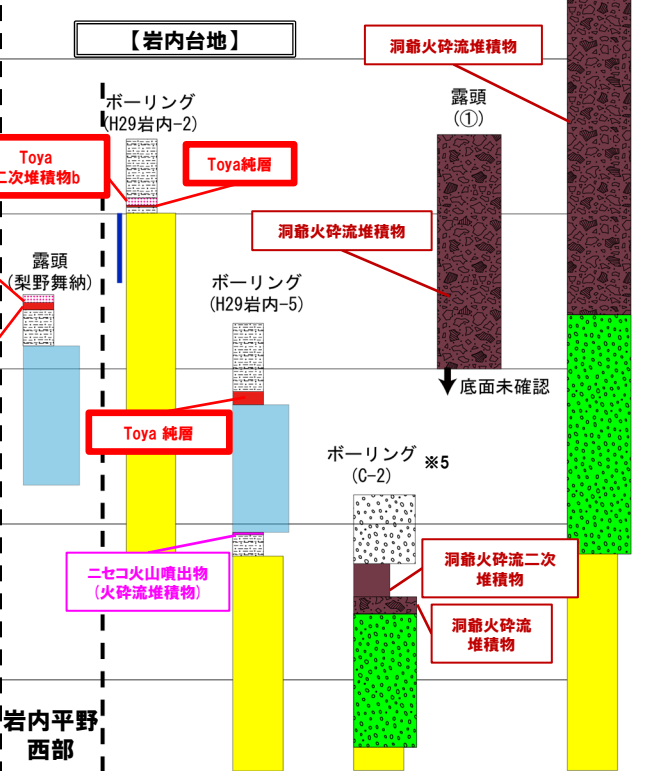 【岩内台地】
洞爺火砕流堆積物
ボーリング
(H29岩内-2)
露頭
(①)
Toya
二次堆積物b
Toya純層
洞爺火砕流堆積物
露頭
(梨野舞納)
ボーリング
(H29岩内-5)
底面未確認
Toya 純層
ボーリング ※5
(C-2)
洞爺火砕流二次
堆積物
ニセコ火山噴出物
(火砕流堆積物)
洞爺火砕流
堆積物
岩内平野
西部